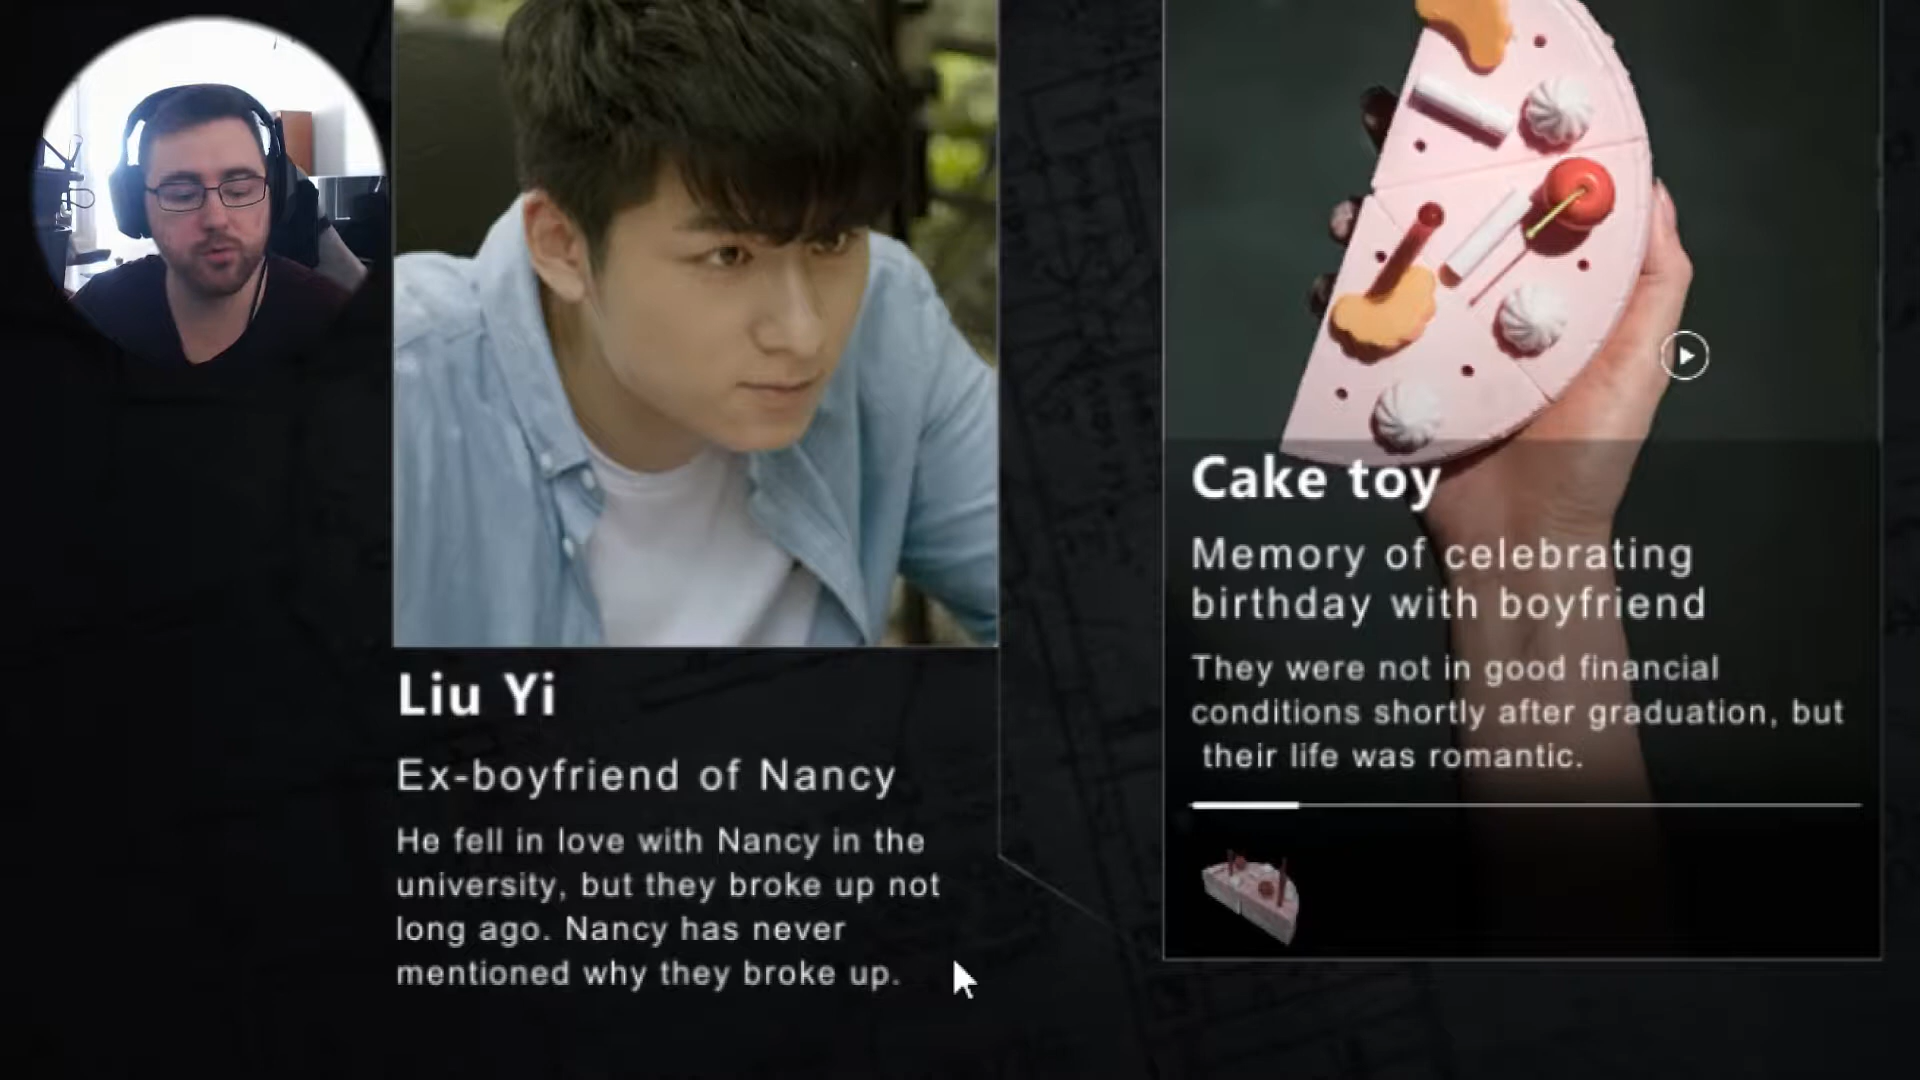 Liu Yi
Ex-boyfriend of Nancy
He fell in love with Nancy in the
university, but they broke up not
long ago. Nancy has never
mentioned why they broke up.
Cake toy
Memory of celebrating
birthday with boyfriend
They were not in good financial
conditions shortly after graduation, but
their life was romantic.